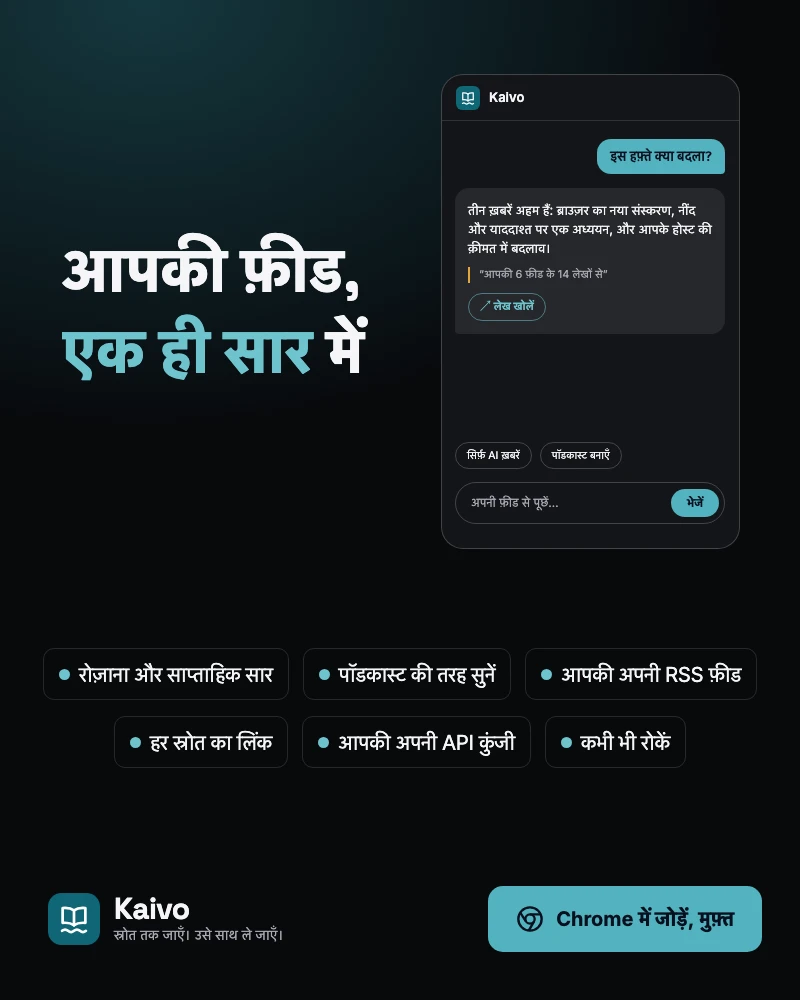 Kaivo
इस हफ़्ते क्या बदला?
तीन ख़बरें अहम हैं: ब्राउज़र का नया संस्करण, नींद
और याददाश्त पर एक अध्ययन, और आपके होस्ट की
क़ीमत में बदलाव।
"आपकी 6 फ़ीड के 14 लेखों से"
↗ लेख खोलें
सिर्फ़ AI ख़बरें
पॉडकास्ट बनाएँ
अपनी फ़ीड से पूछें…
भेजें
आपकी फ़ीड,
एक ही सार में
रोज़ाना और साप्ताहिक सार
पॉडकास्ट की तरह सुनें
आपकी अपनी RSS फ़ीड
हर स्रोत का लिंक
आपकी अपनी API कुंजी
कभी भी रोकें
Kaivo
स्रोत तक जाएँ। उसे साथ ले जाएँ।
Chrome में जोड़ें, मुफ़्त